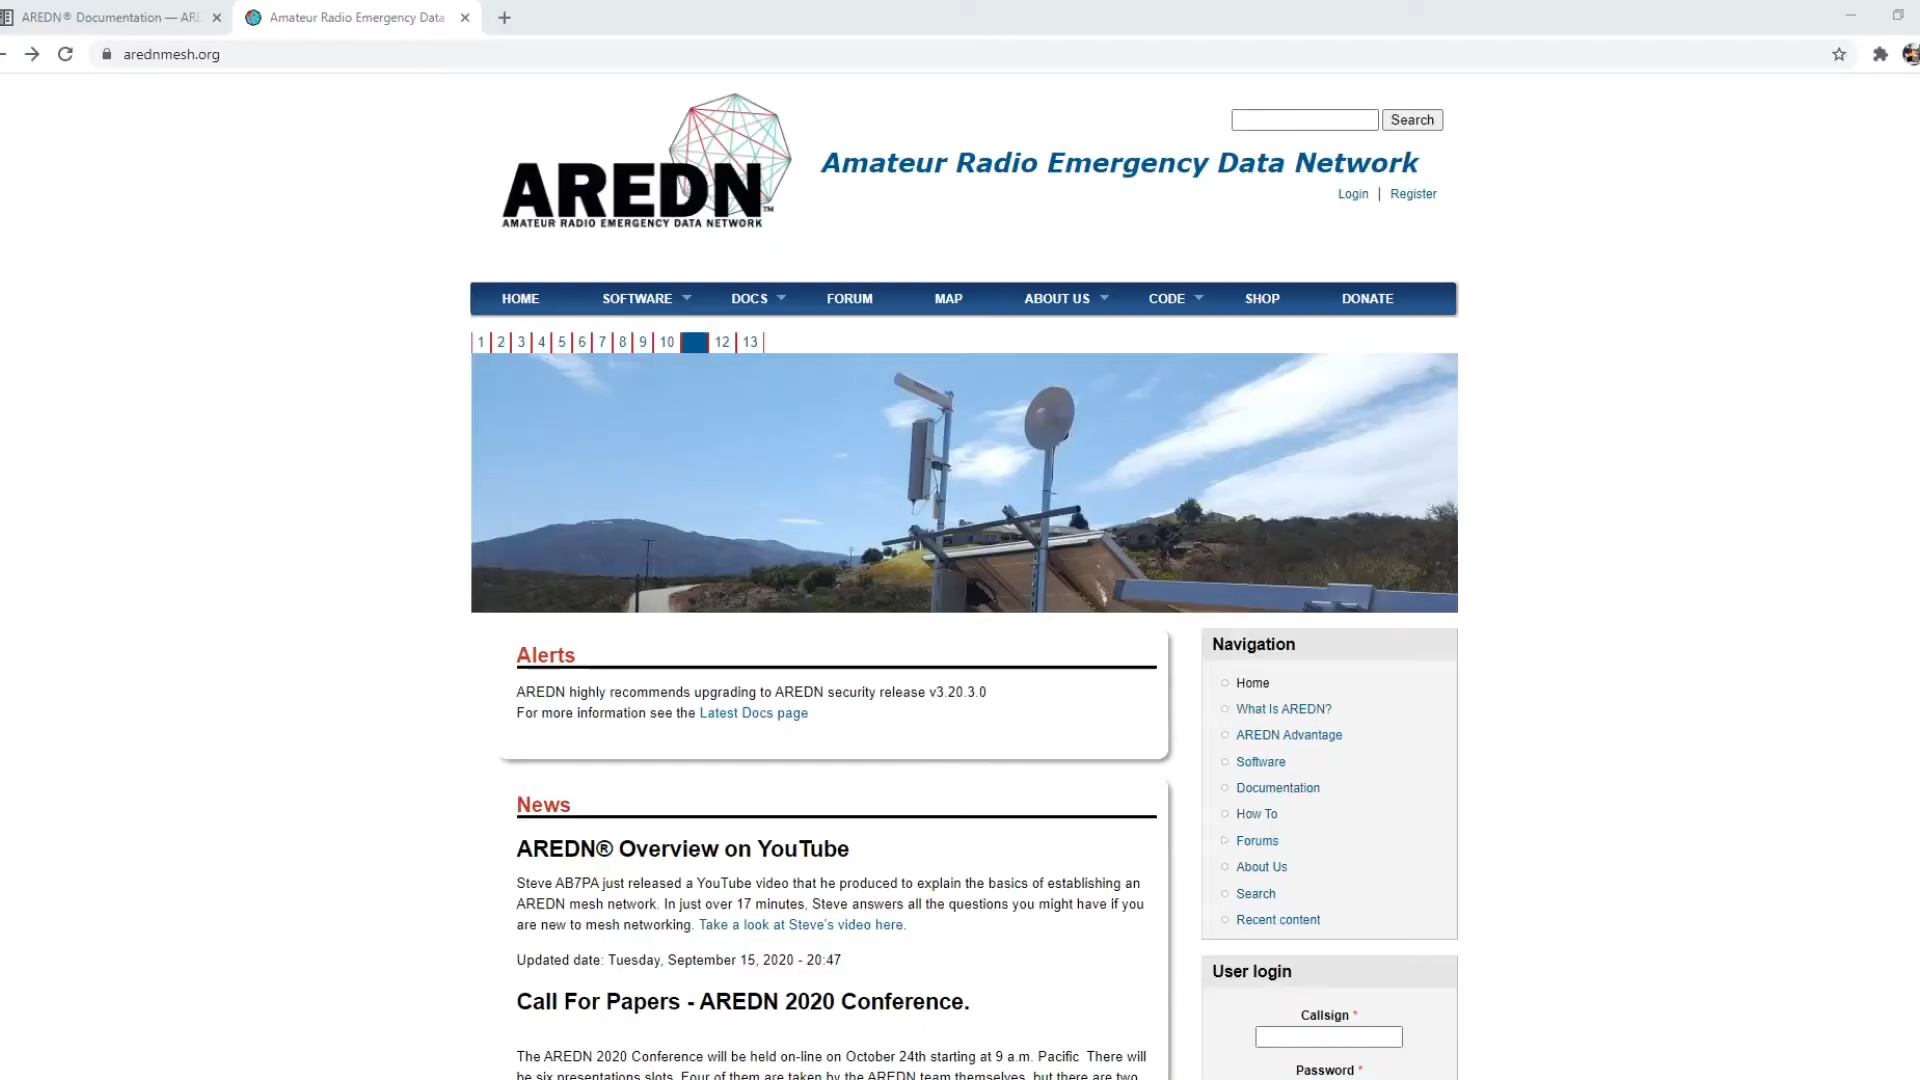 AREDN® Documentation — ARE
Amateur Radio Emergency Data
arednmesh.org
AREDN™
AMATEUR RADIO EMERGENCY DATA NETWORK
Search
Amateur Radio Emergency Data Network
Login | Register
HOME SOFTWARE DOCS FORUM MAP ABOUT US CODE SHOP DONATE
1 2 3 4 5 6 7 8 9 10 12 13
Alerts
AREDN highly recommends upgrading to AREDN security release v3.20.3.0
For more information see the Latest Docs page
News
AREDN® Overview on YouTube
Steve AB7PA just released a YouTube video that he produced to explain the basics of establishing an
AREDN mesh network. In just over 17 minutes, Steve answers all the questions you might have if you
are new to mesh networking. Take a look at Steve's video here.
Updated date: Tuesday, September 15, 2020 - 20:47
Call For Papers - AREDN 2020 Conference.
The AREDN 2020 Conference will be held on-line on October 24th starting at 9 a.m. Pacific There will
be six presentations slots. Four of them are taken by the AREDN team themselves, but there are two
Navigation
Home
What Is AREDN?
AREDN Advantage
Software
Documentation
How To
Forums
About Us
Search
Recent content
User login
Callsign *
Password *